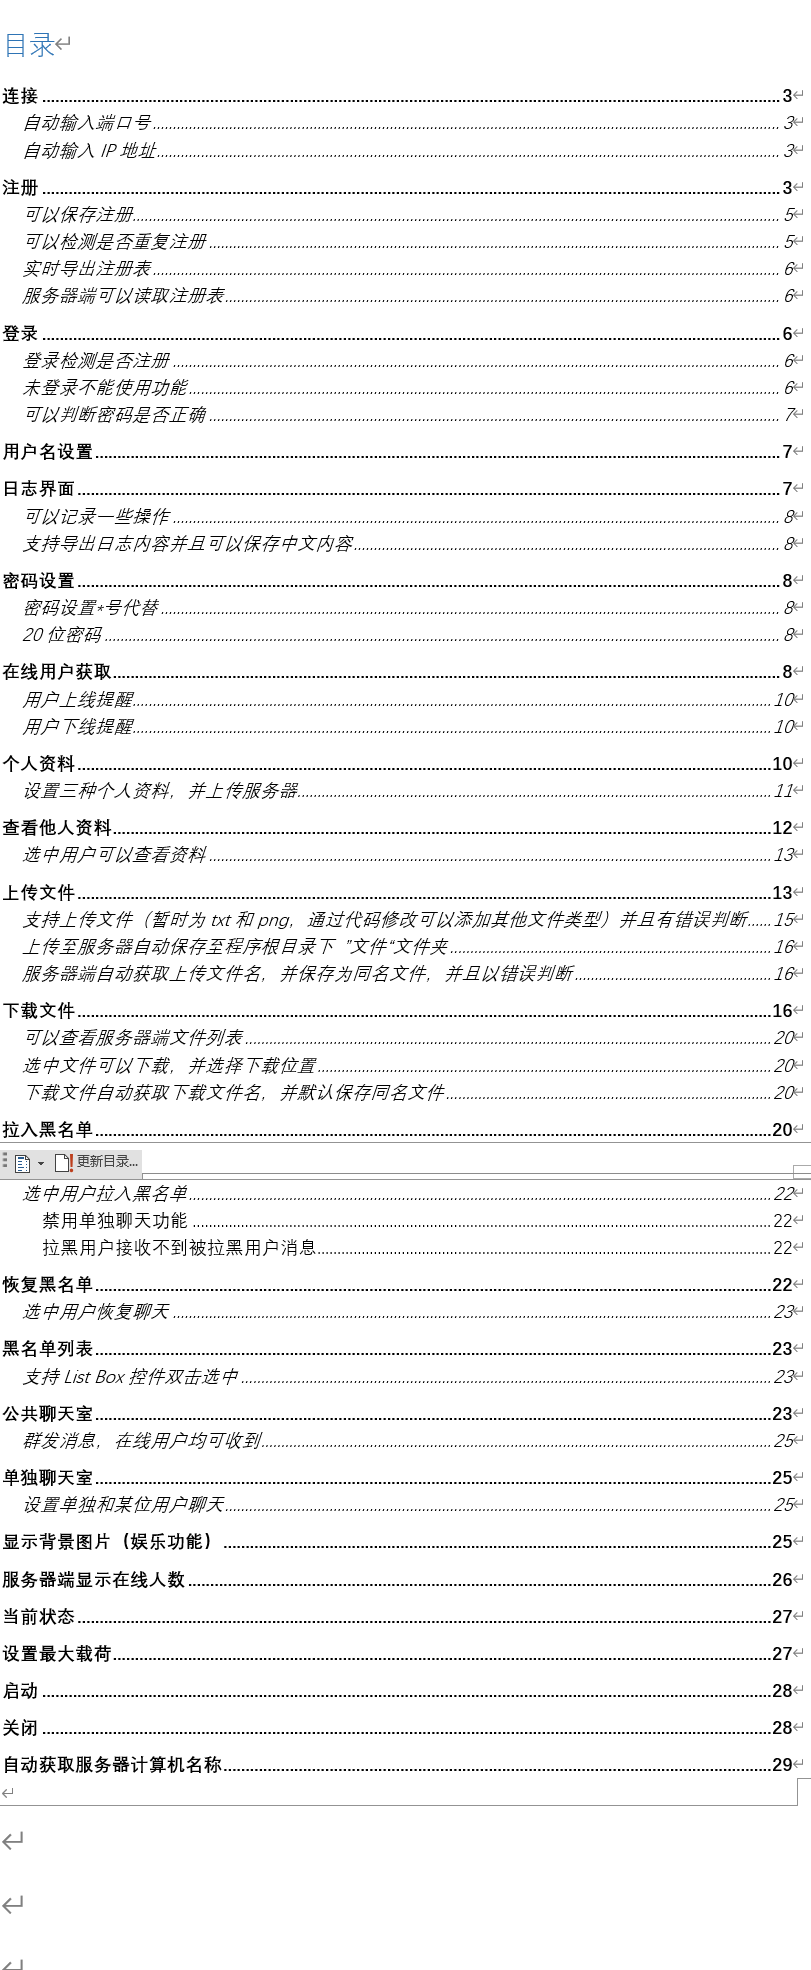 目录
连接 3
自动输入端口号 3
自动输入 IP 地址 3
注册 3
可以保存注册 5
可以检测是否重复注册 5
实时导出注册表 6
服务器端可以读取注册表 6
登录 6
登录检测是否注册 6
未登录不能使用功能 6
可以判断密码是否正确 7
用户名设置 7
日志界面 7
可以记录一些操作 8
支持导出日志内容并且可以保存中文内容 8
密码设置 8
密码设置*号代替 8
20 位密码 8
在线用户获取 8
用户上线提醒 10
用户下线提醒 10
个人资料 10
设置三种个人资料，并上传服务器 11
查看他人资料 12
选中用户可以查看资料 13
上传文件 13
支持上传文件（暂时为 txt 和 png，通过代码修改可以添加其他文件类型）并且有错误判断 15
上传至服务器自动保存至程序根目录下 ”文件“文件夹 16
服务器端自动获取上传文件名，并保存为同名文件，并且以错误判断 16
下载文件 16
可以查看服务器端文件列表 20
选中文件可以下载，并选择下载位置 20
下载文件自动获取下载文件名，并默认保存同名文件 20
拉入黑名单 20
更新目录...
选中用户拉入黑名单 22
禁用单独聊天功能 22
拉黑用户接收不到被拉黑用户消息 22
恢复黑名单 22
选中用户恢复聊天 23
黑名单列表 23
支持 List Box 控件双击选中 23
公共聊天室 23
群发消息，在线用户均可收到 25
单独聊天室 25
设置单独和某位用户聊天 25
显示背景图片（娱乐功能） 25
服务器端显示在线人数 26
当前状态 27
设置最大载荷 27
启动 28
关闭 28
自动获取服务器计算机名称 29